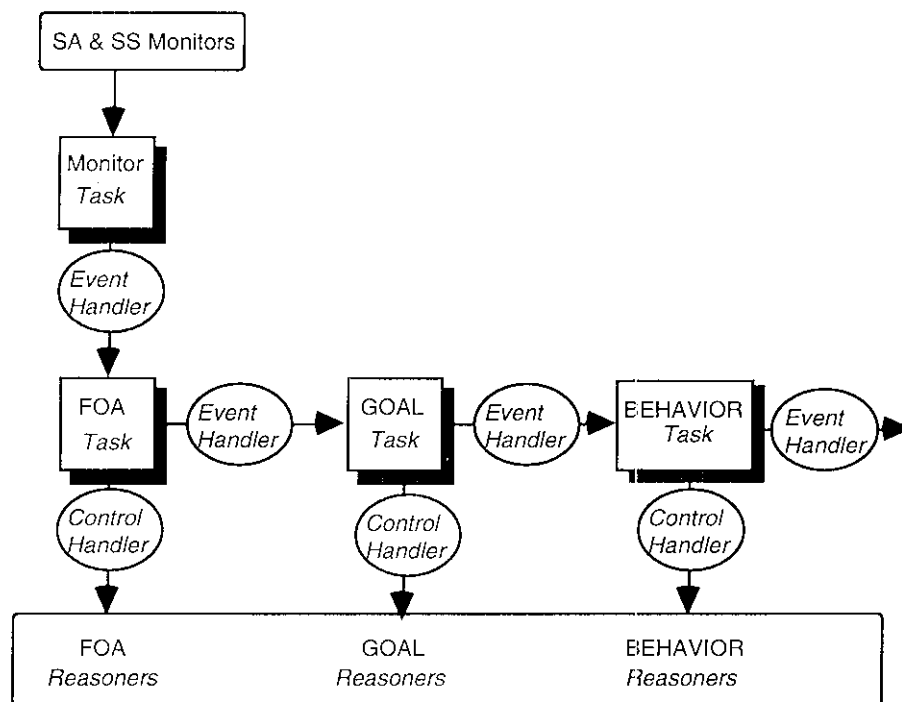 SA & SS Monitors
Monitor
Task
Event
Handler
FOA
Task
Event
Handler
GOAL
Task
Event
Handler
BEHAVIOR
Task
Event
Handler
Control
Handler
Control
Handler
Control
Handler
FOA
Reasoners
GOAL
Reasoners
BEHAVIOR
Reasoners